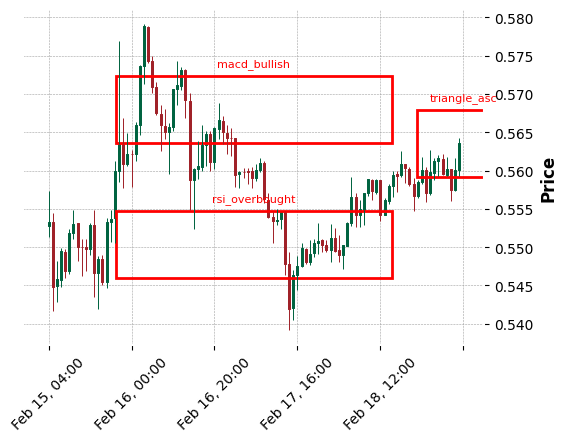 0.580
macd_bullish
0.575
triangle_asc
0.570
0.565
0.560
Price
rsi_overbought
0.555
0.550
0.545
0.540
Feb 15, 04:00
Feb 16, 00:00
Feb 16, 20:00
Feb 17, 16:00
Feb 18, 12:00